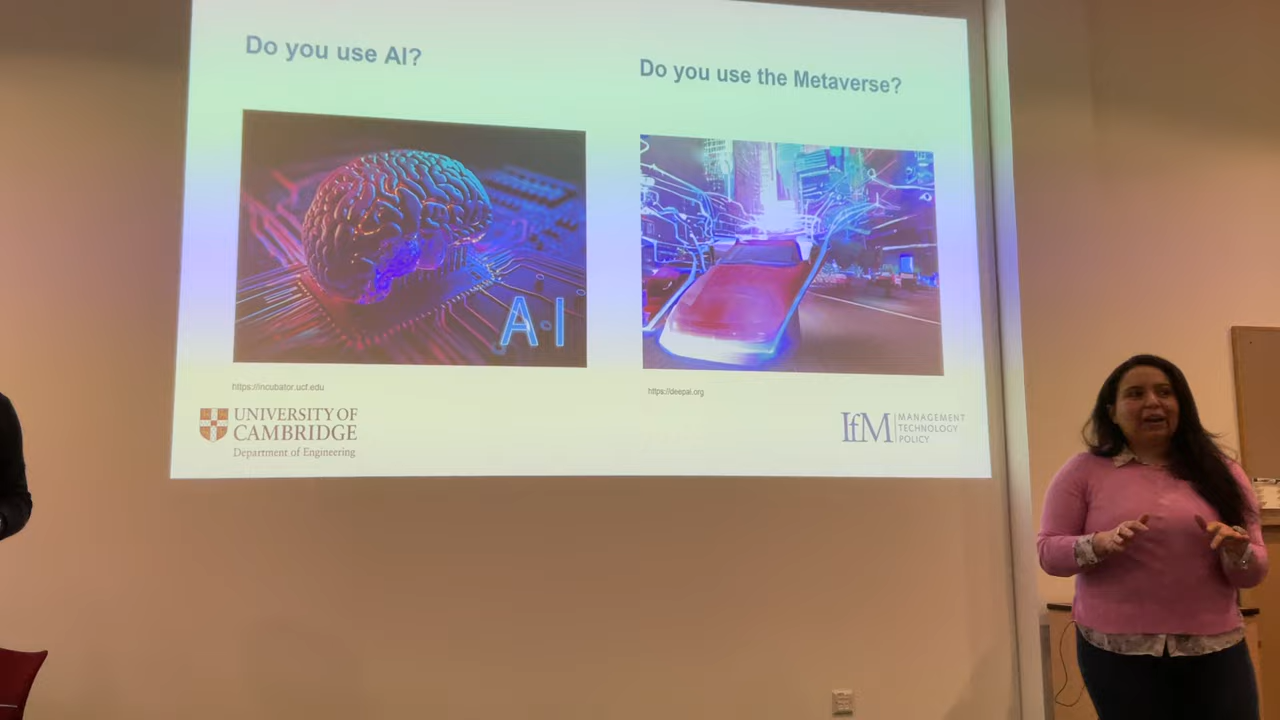 Do you use AI?
Do you use the Metaverse?
AI
https://incubator.ucf.edu
https://deepai.org
UNIVERSITY OF
CAMBRIDGE
Department of Engineering
IfM
MANAGEMENT
TECHNOLOGY
POLICY